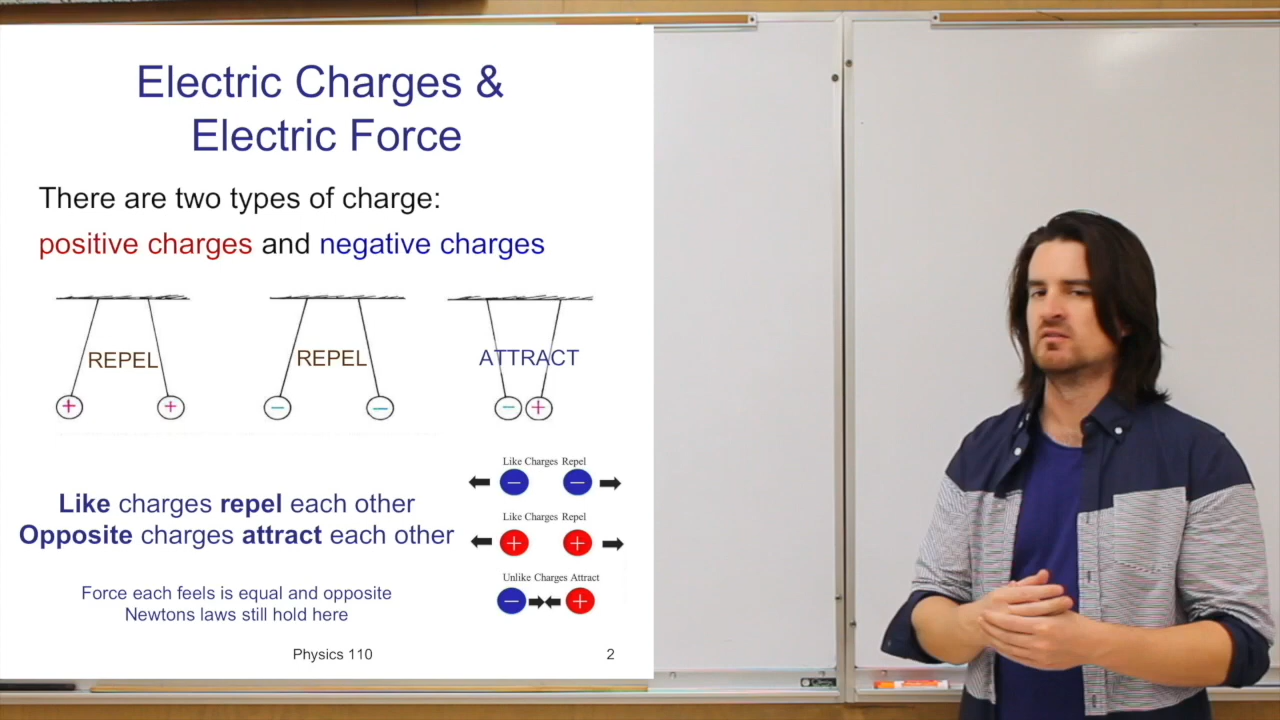 Electric Charges &
Electric Force
There are two types of charge:
positive charges and negative charges
REPEL
REPEL
ATTRACT
+
+
−
−
−
+
Like charges repel each other
Opposite charges attract each other
Like Charges Repel
−
−
Like Charges Repel
+
+
Unlike Charges Attract
−
+
Force each feels is equal and opposite
Newtons laws still hold here
Physics 110
2